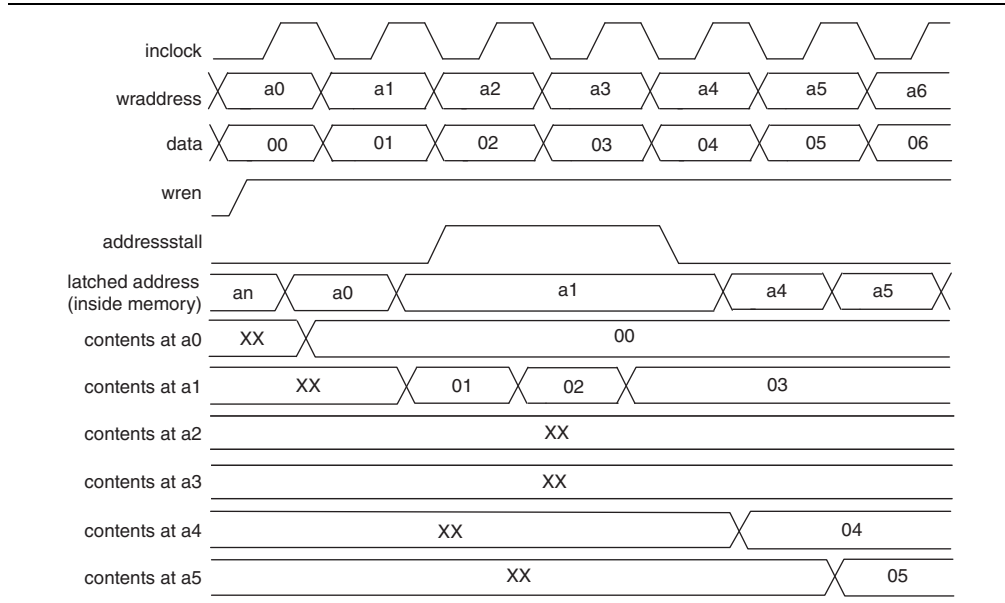 inclock
wraddress a0 a1 a2 a3 a4 a5 a6
data 00 01 02 03 04 05 06
wren
addressstall
latched address
(inside memory) an a0 a1 a4 a5
contents at a0 XX 00
contents at a1 XX 01 02 03
contents at a2 XX
contents at a3 XX
contents at a4 XX 04
contents at a5 XX 05